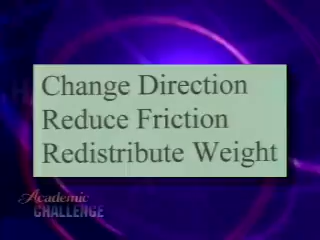 Change Direction
Reduce Friction
Redistribute Weight
Academic
CHALLENGE